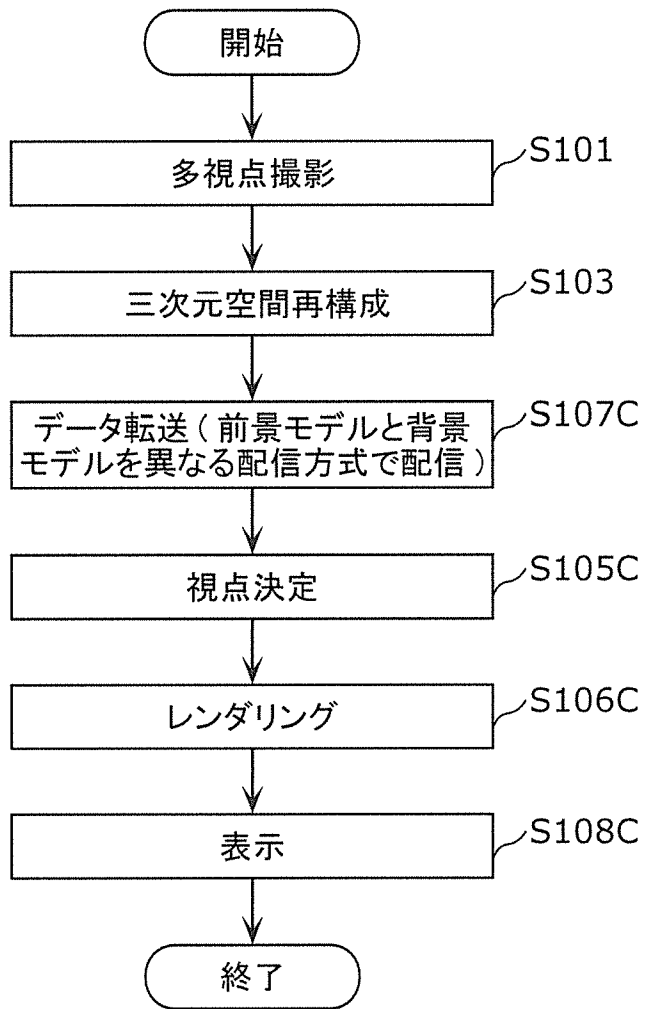 開始
多視点撮影
S101
三次元空間再構成
S103
データ転送(前景モデルと背景
モデルを異なる配信方式で配信)
S107C
視点決定
S105C
レンダリング
S106C
表示
S108C
終了